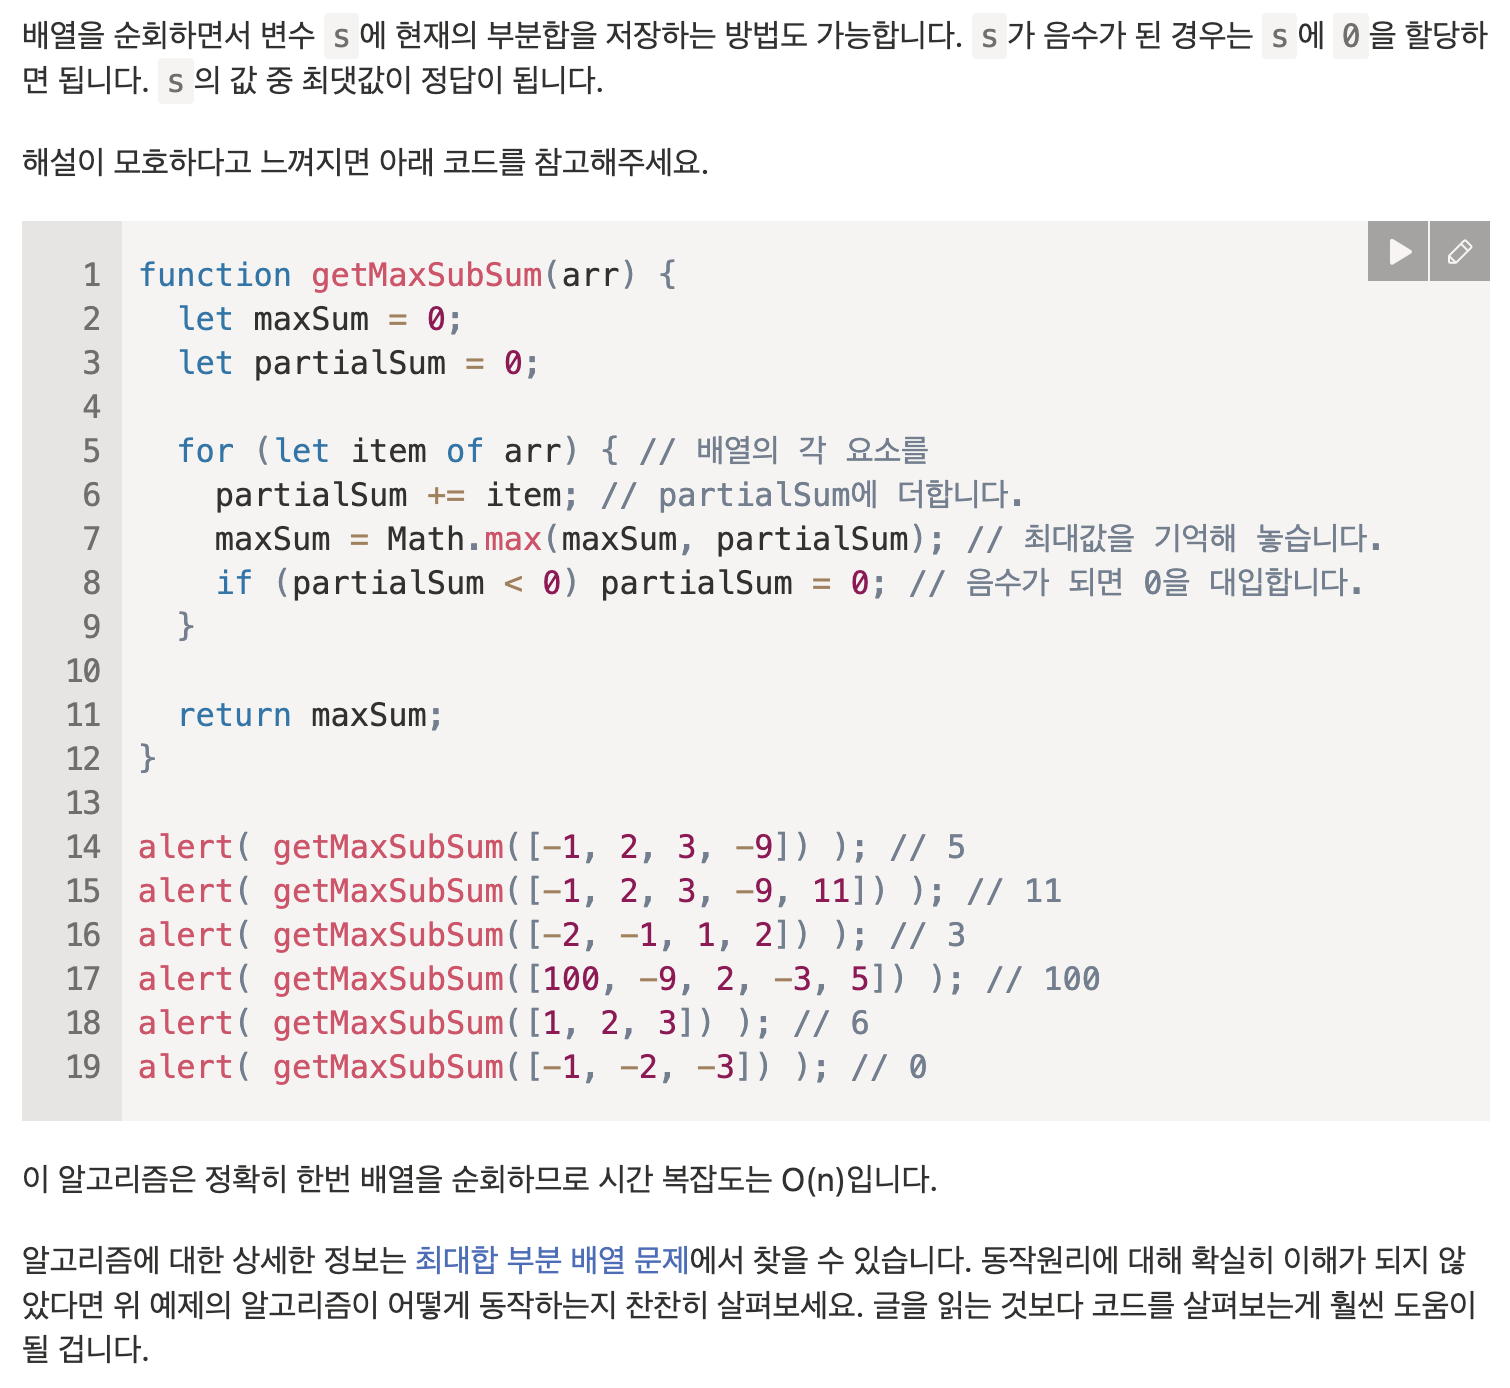 배열을 순회하면서 변수 s에 현재의 부분합을 저장하는 방법도 가능합니다. s가 음수가 된 경우는 s에 0을 할당하
면 됩니다. s의 값 중 최댓값이 정답이 됩니다.
해설이 모호하다고 느껴지면 아래 코드를 참고해주세요.
1 function getMaxSubSum(arr) {
2   let maxSum = 0;
3   let partialSum = 0;
4
5   for (let item of arr) { // 배열의 각 요소를
6     partialSum += item; // partialSum에 더합니다.
7     maxSum = Math.max(maxSum, partialSum); // 최대값을 기억해 놓습니다.
8     if (partialSum < 0) partialSum = 0; // 음수가 되면 0을 대입합니다.
9   }
10
11   return maxSum;
12 }
13
14 alert( getMaxSubSum([-1, 2, 3, -9]) ); // 5
15 alert( getMaxSubSum([-1, 2, 3, -9, 11]) ); // 11
16 alert( getMaxSubSum([-2, -1, 1, 2]) ); // 3
17 alert( getMaxSubSum([100, -9, 2, -3, 5]) ); // 100
18 alert( getMaxSubSum([1, 2, 3]) ); // 6
19 alert( getMaxSubSum([-1, -2, -3]) ); // 0
이 알고리즘은 정확히 한번 배열을 순회하므로 시간 복잡도는 O(n)입니다.
알고리즘에 대한 상세한 정보는 최대합 부분 배열 문제에서 찾을 수 있습니다. 동작원리에 대해 확실히 이해가 되지 않
았다면 위 예제의 알고리즘이 어떻게 동작하는지 찬찬히 살펴보세요. 글을 읽는 것보다 코드를 살펴보는게 훨씬 도움이
될 겁니다.